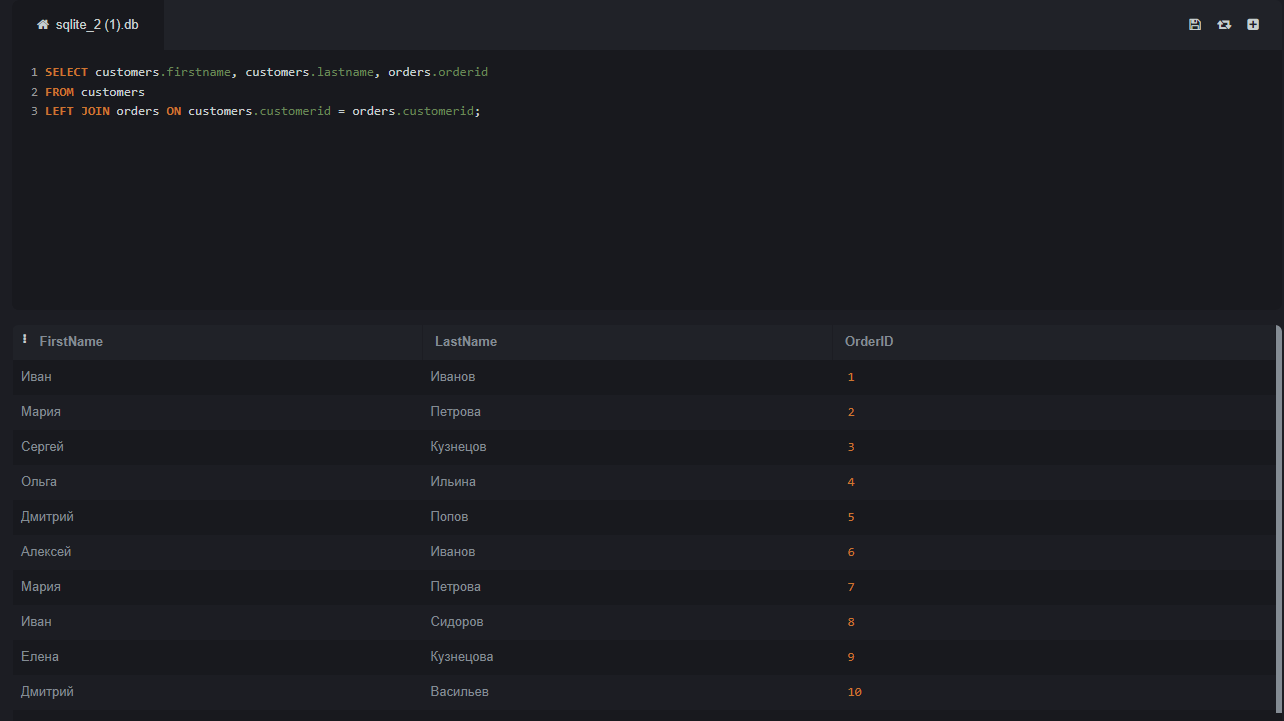 sqlite_2 (1).db
1 SELECT customers.firstname, customers.lastname, orders.orderid
2 FROM customers
3 LEFT JOIN orders ON customers.customerid = orders.customerid;
FirstName LastName OrderID
Иван Иванов 1
Мария Петрова 2
Сергей Кузнецов 3
Ольга Ильина 4
Дмитрий Попов 5
Алексей Иванов 6
Мария Петрова 7
Иван Сидоров 8
Елена Кузнецова 9
Дмитрий Васильев 10